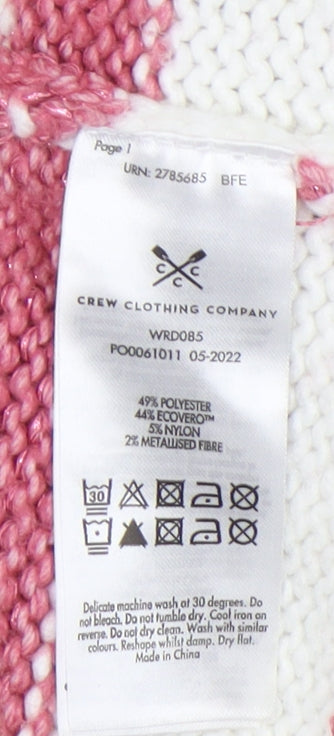 Page 1
URN: 2785685 BFE
C C
C
CREW CLOTHING COMPANY
WRD085
PO0061011 05-2022
49% POLYESTER
44% ECOVERO™
5% NYLON
2% METALLISED FIBRE
30
Delicate machine wash at 30 degrees. Do
not bleach. Do not tumble dry. Cool iron on
reverse. Do not dry clean. Wash with similar
colours. Reshape whilst damp. Dry flat.
Made in China